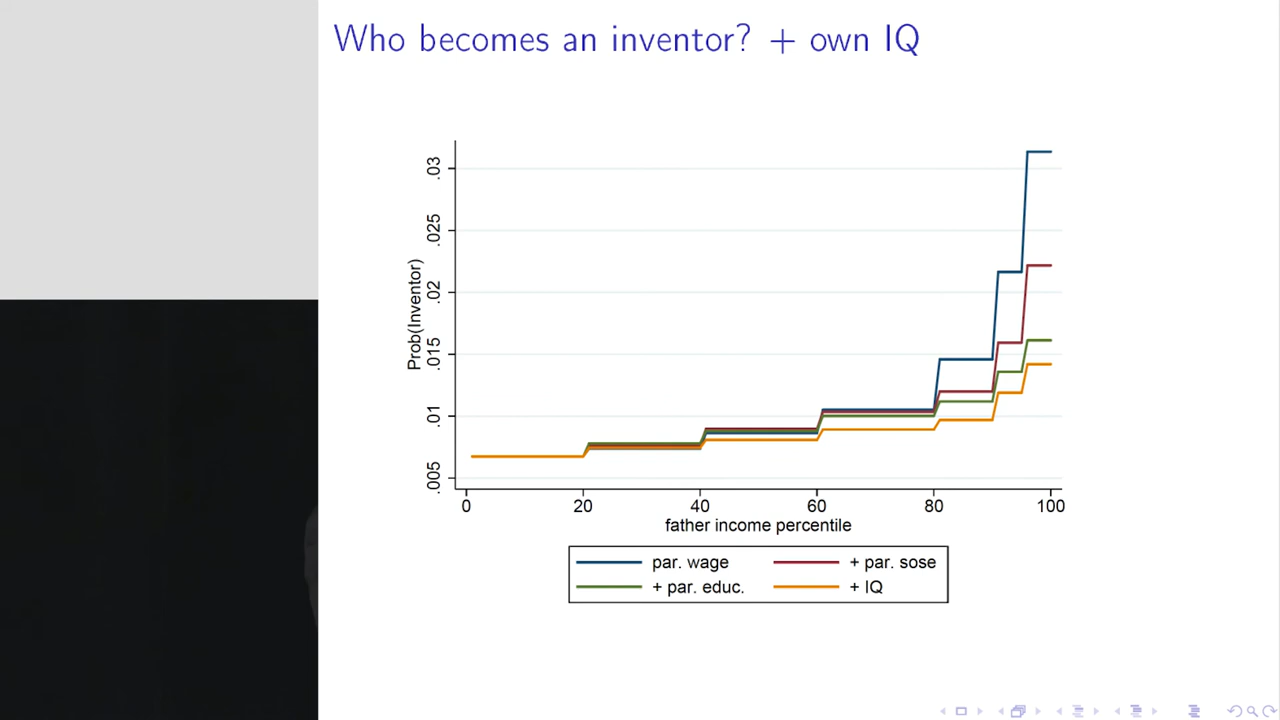 Who becomes an inventor? + own IQ
Prob(Inventor)
.03
.025
.02
.015
.01
.005
0 20 40 60 80 100
father income percentile
par. wage + par. sose
+ par. educ. + IQ